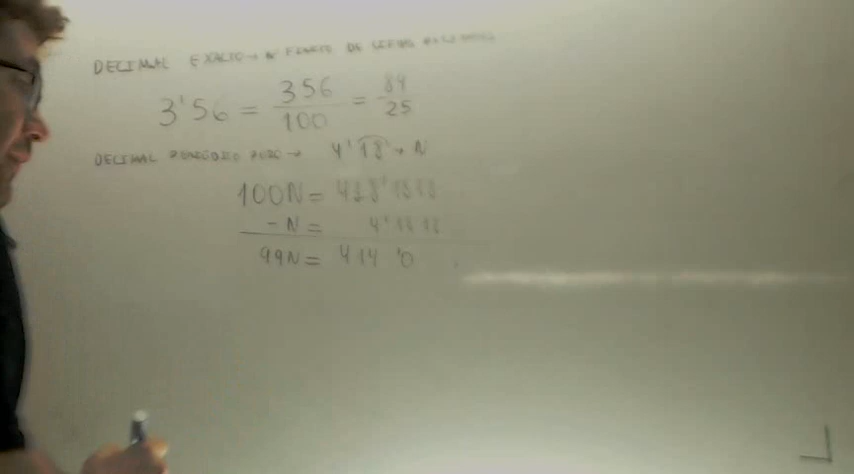 DECIMAL EXACTO → Nº FINITO DE CIFRAS DECIMALES
3'56 = 356/100 = 89/25
DECIMAL PERIÓDICO PURO → 4'18 → N
100N = 418'1818
-N = 4'1818
99N = 414'0